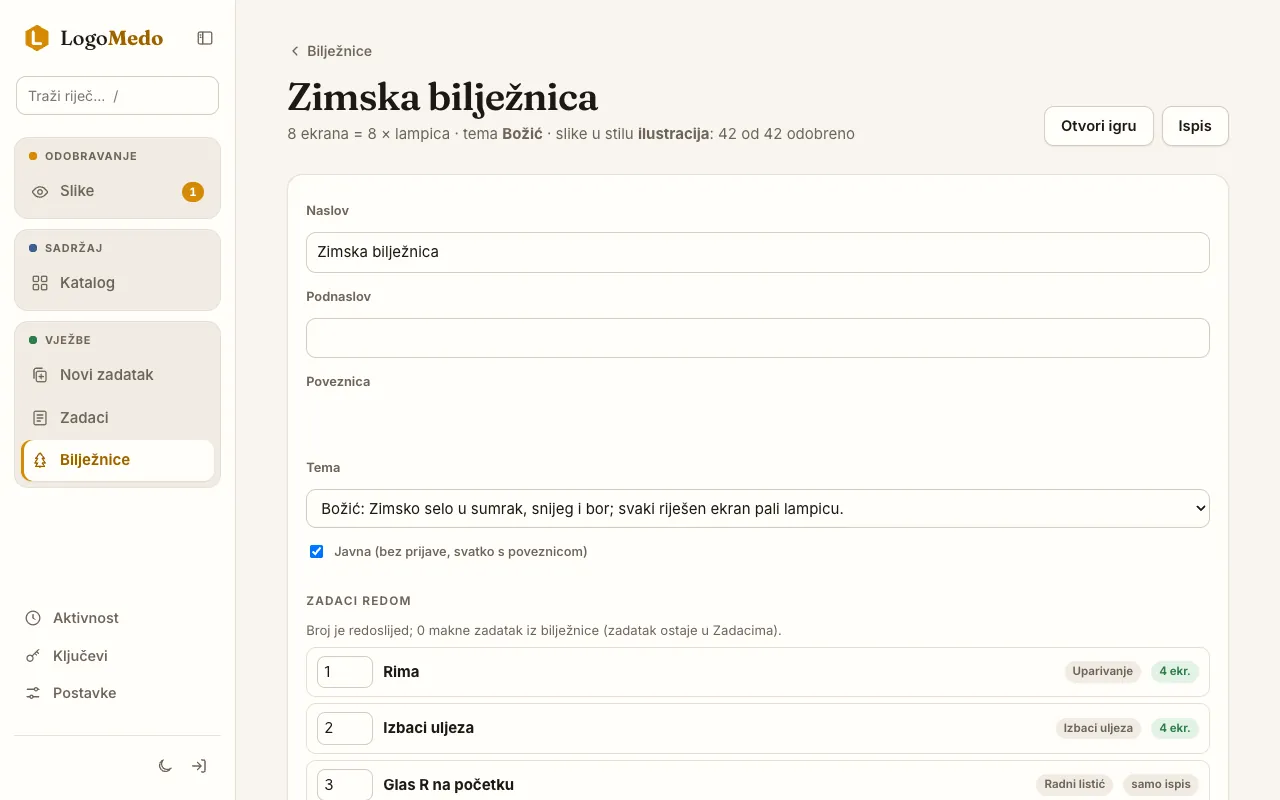 LogoMedo
Traži riječ... /
ODOBRAVANJE
Slike 1
SADRŽAJ
Katalog
VJEŽBE
Novi zadatak
Zadaci
Bilježnice
Aktivnost
Ključevi
Postavke
Bilježnice
Zimska bilježnica
8 ekrana = 8 × lampica · tema Božić · slike u stilu ilustracija: 42 od 42 odobreno
Otvori igru
Ispis
Naslov
Zimska bilježnica
Podnaslov
Poveznica
Tema
Božić: Zimsko selo u sumrak, snijeg i bor; svaki riješen ekran pali lampicu.
Javna (bez prijave, svatko s poveznicom)
ZADACI REDOM
Broj je redoslijed; 0 makne zadatak iz bilježnice (zadatak ostaje u Zadacima).
1 Rima Uparivanje 4 ekr.
2 Izbaci uljeza Izbaci uljeza 4 ekr.
3 Glas R na početku Radni listić samo ispis